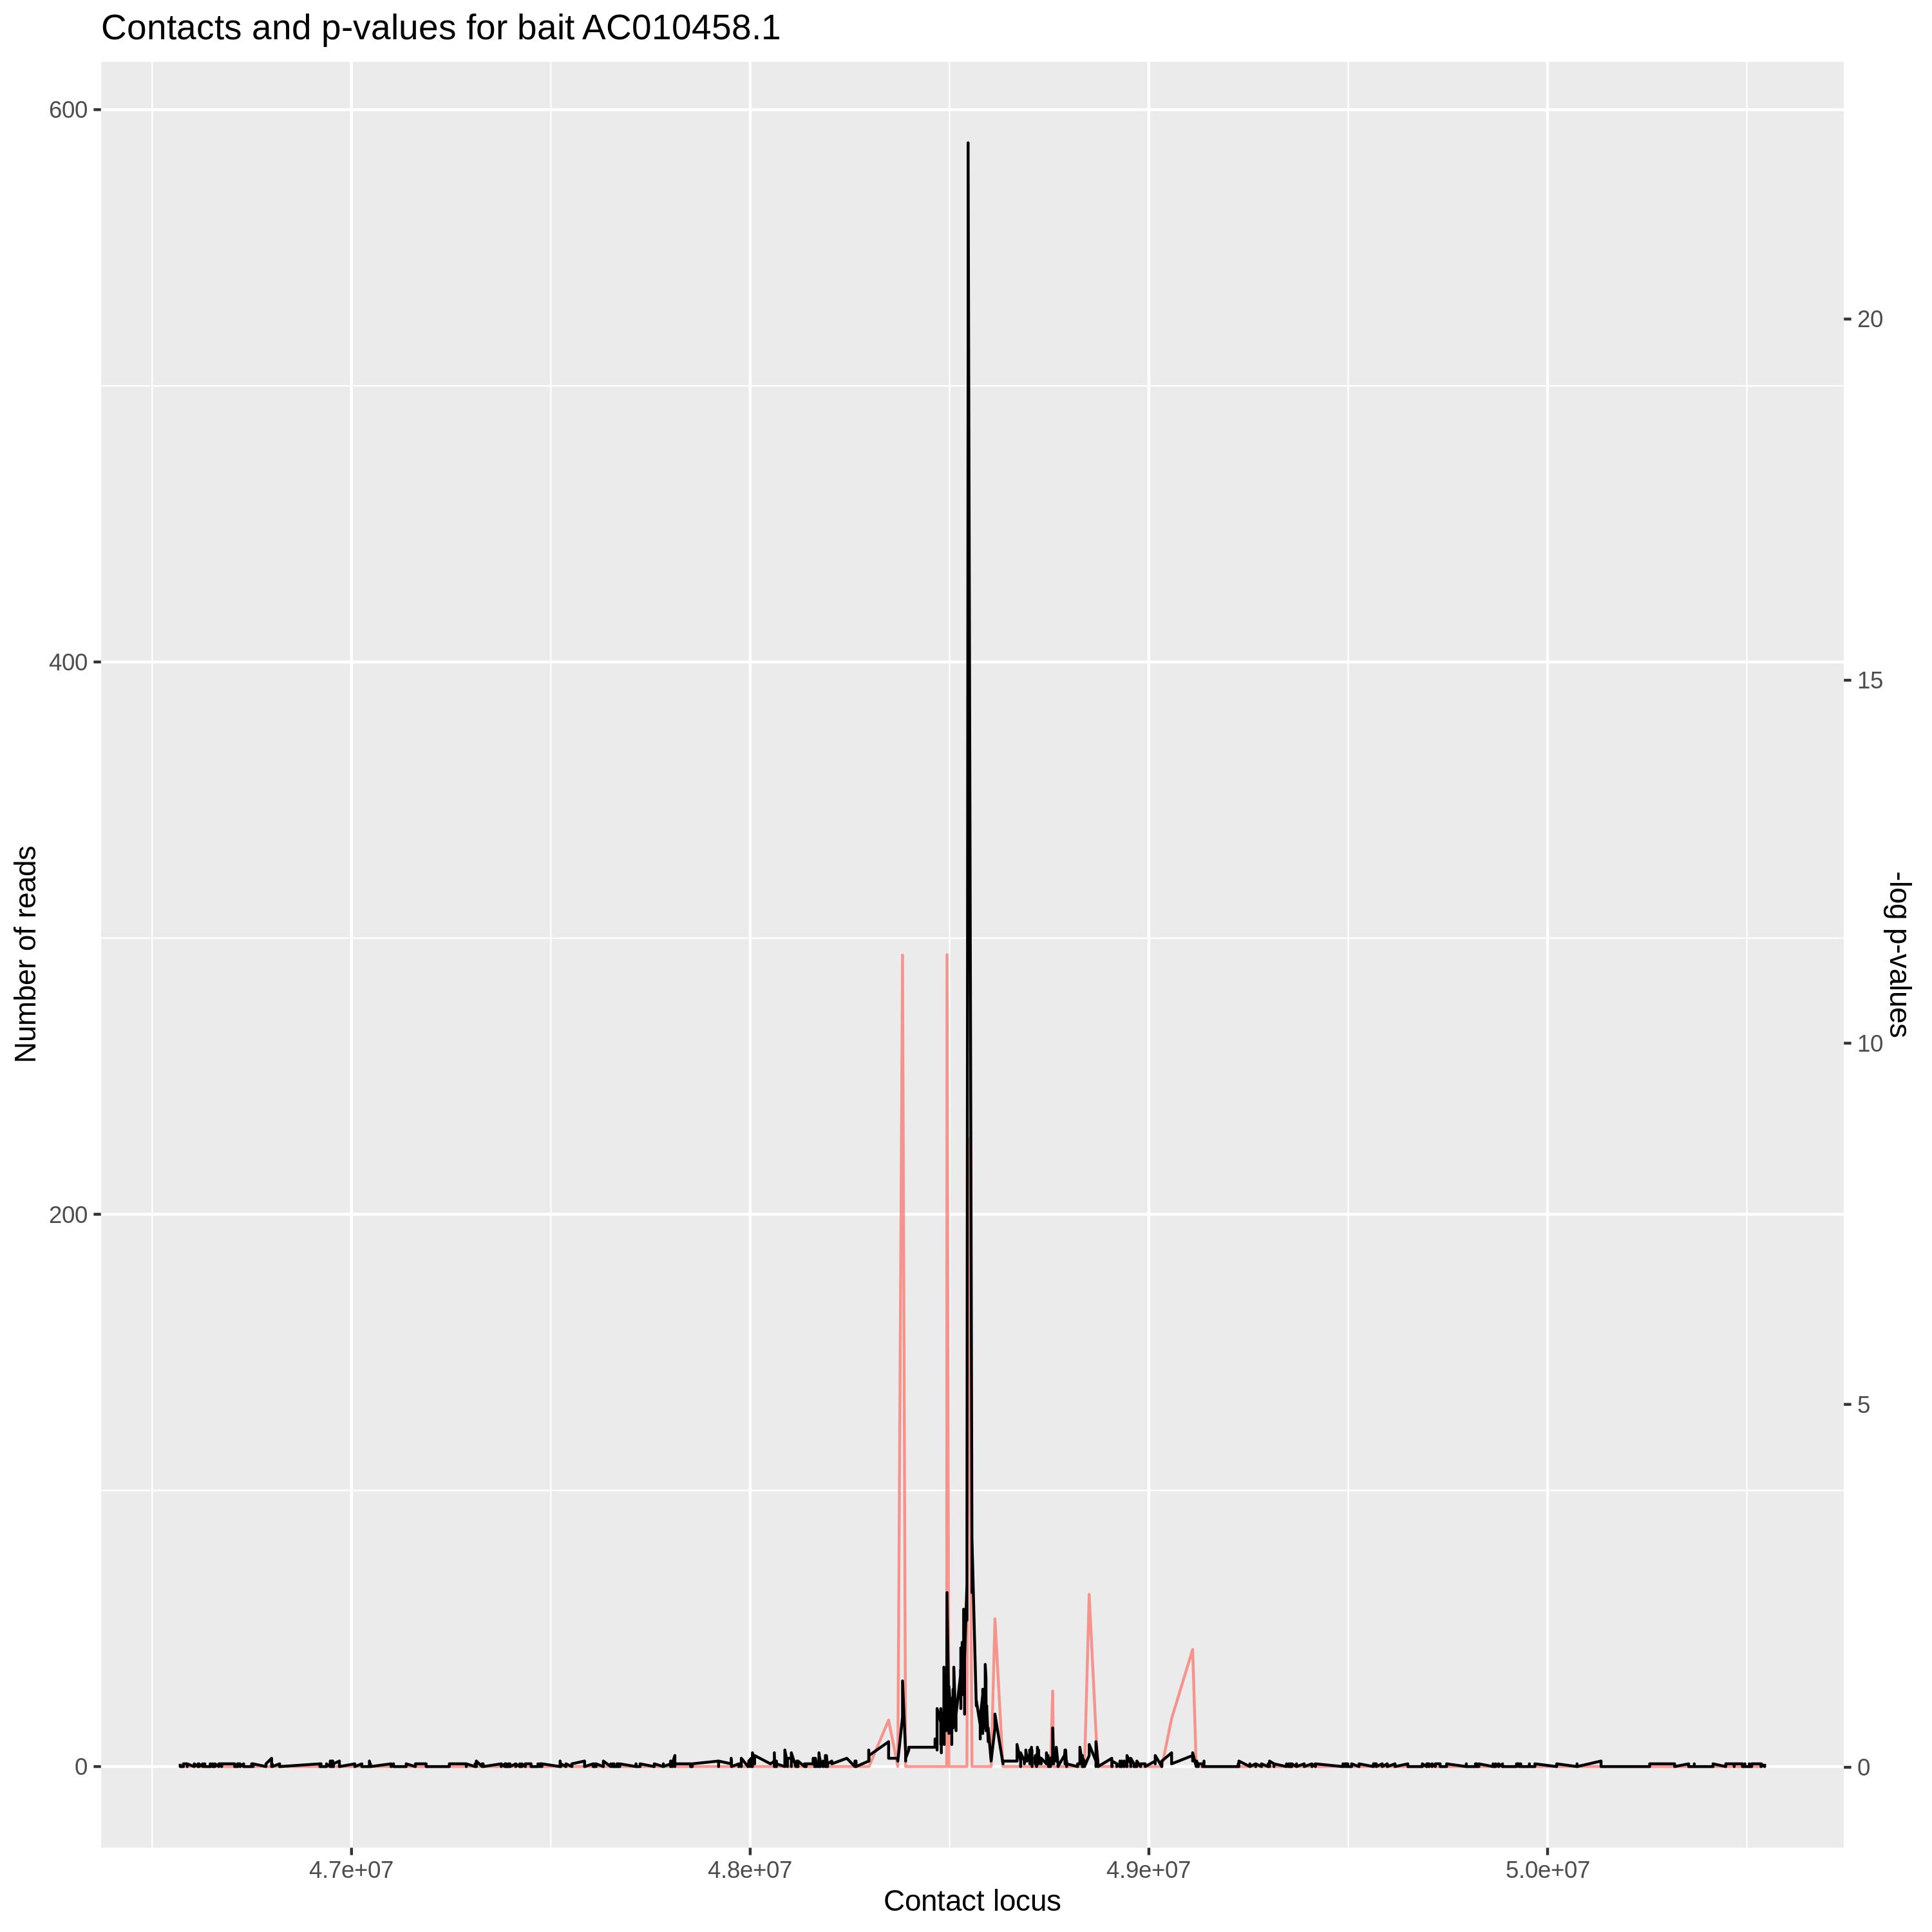 Contacts and p-values for bait AC010458.1
600
400
200
0
Number of reads
20
15
10
5
0
-log p-values
4.7e+07
4.8e+07
4.9e+07
5.0e+07
Contact locus